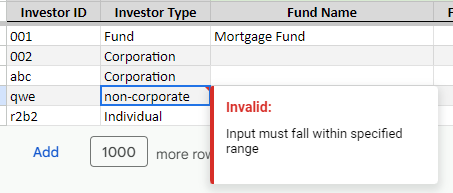 Investor ID Investor Type Fund Name
001 Fund Mortgage Fund
002 Corporation
abc Corporation
qwe non-corporate
r2b2 Individual
Invalid:
Input must fall within specified
range
Add 1000 more row